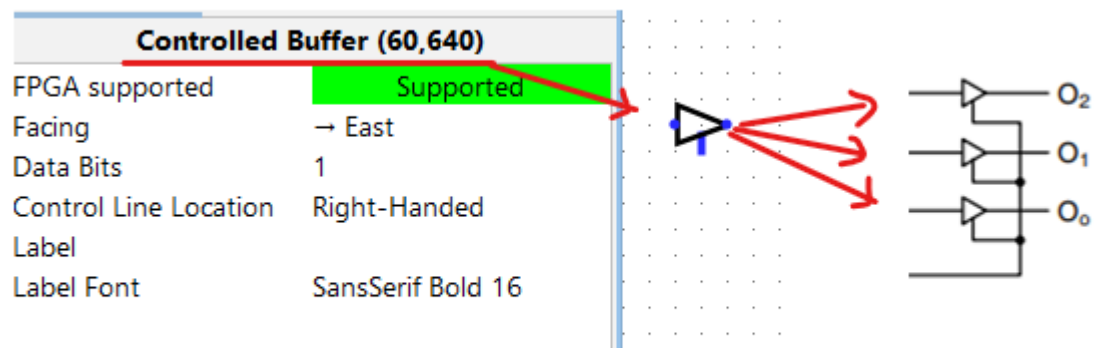 Controlled Buffer (60,640)
FPGA supported Supported
Facing → East
Data Bits 1
Control Line Location Right-Handed
Label
Label Font SansSerif Bold 16
O₂
O₁
O₀